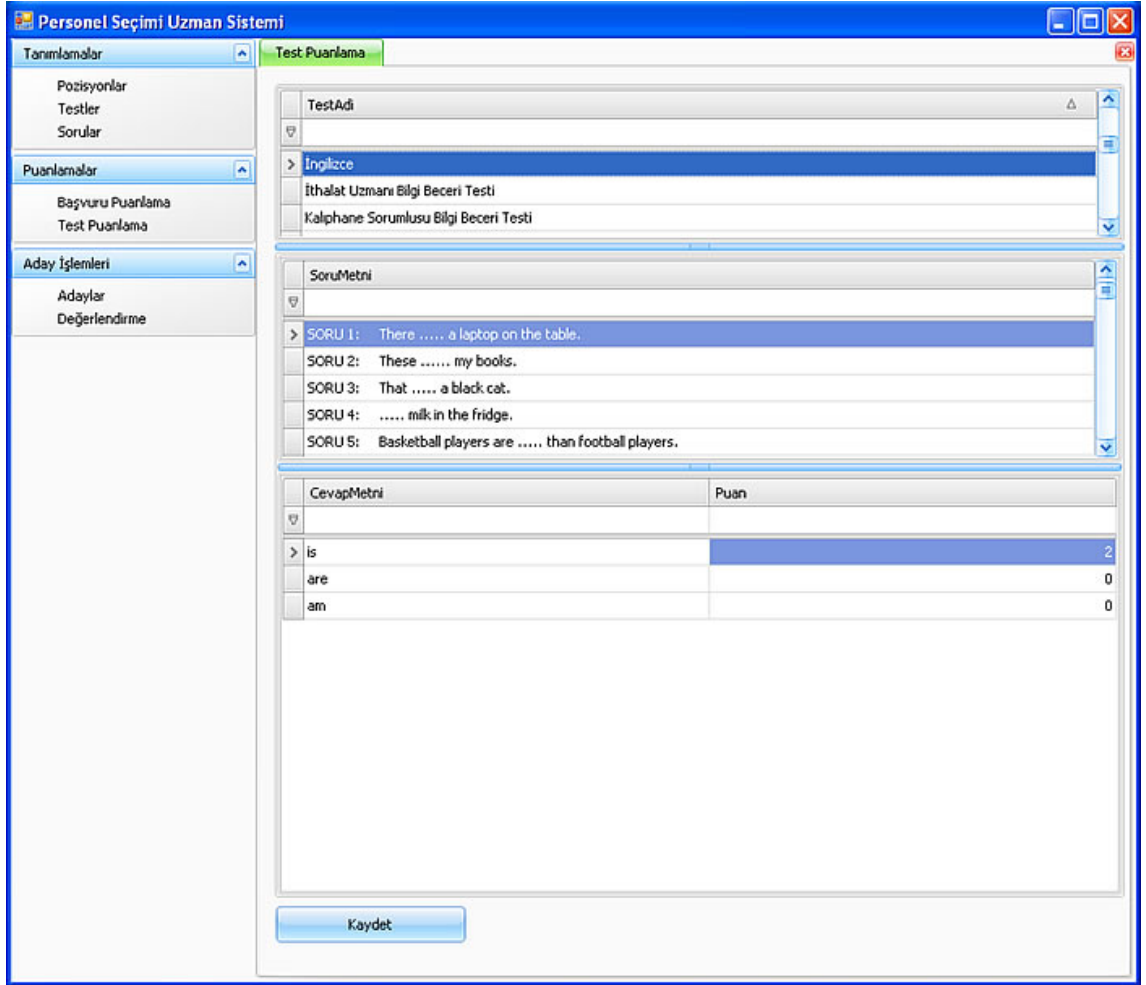 Personel Seçimi Uzman Sistemi
Tanımlamalar
Pozisyonlar
Testler
Sorular
Puanlamalar
Başvuru Puanlama
Test Puanlama
Aday İşlemleri
Adaylar
Değerlendirme
Test Puanlama
TestAdi
İngilizce
İthalat Uzmanı Bilgi Beceri Testi
Kalıphane Sorumlusu Bilgi Beceri Testi
SoruMetni
SORU 1: There ..... a laptop on the table.
SORU 2: These ...... my books.
SORU 3: That ..... a black cat.
SORU 4: ..... milk in the fridge.
SORU 5: Basketball players are ..... than football players.
CevapMetni Puan
is 2
are 0
am 0
Kaydet